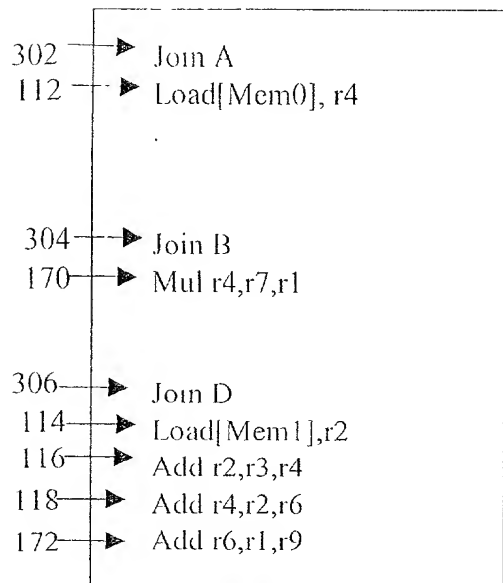 302 Join A
112 Load[Mem0], r4
304 Join B
170 Mul r4,r7,r1
306 Join D
114 Load[Mem1],r2
116 Add r2,r3,r4
118 Add r4,r2,r6
172 Add r6,r1,r9